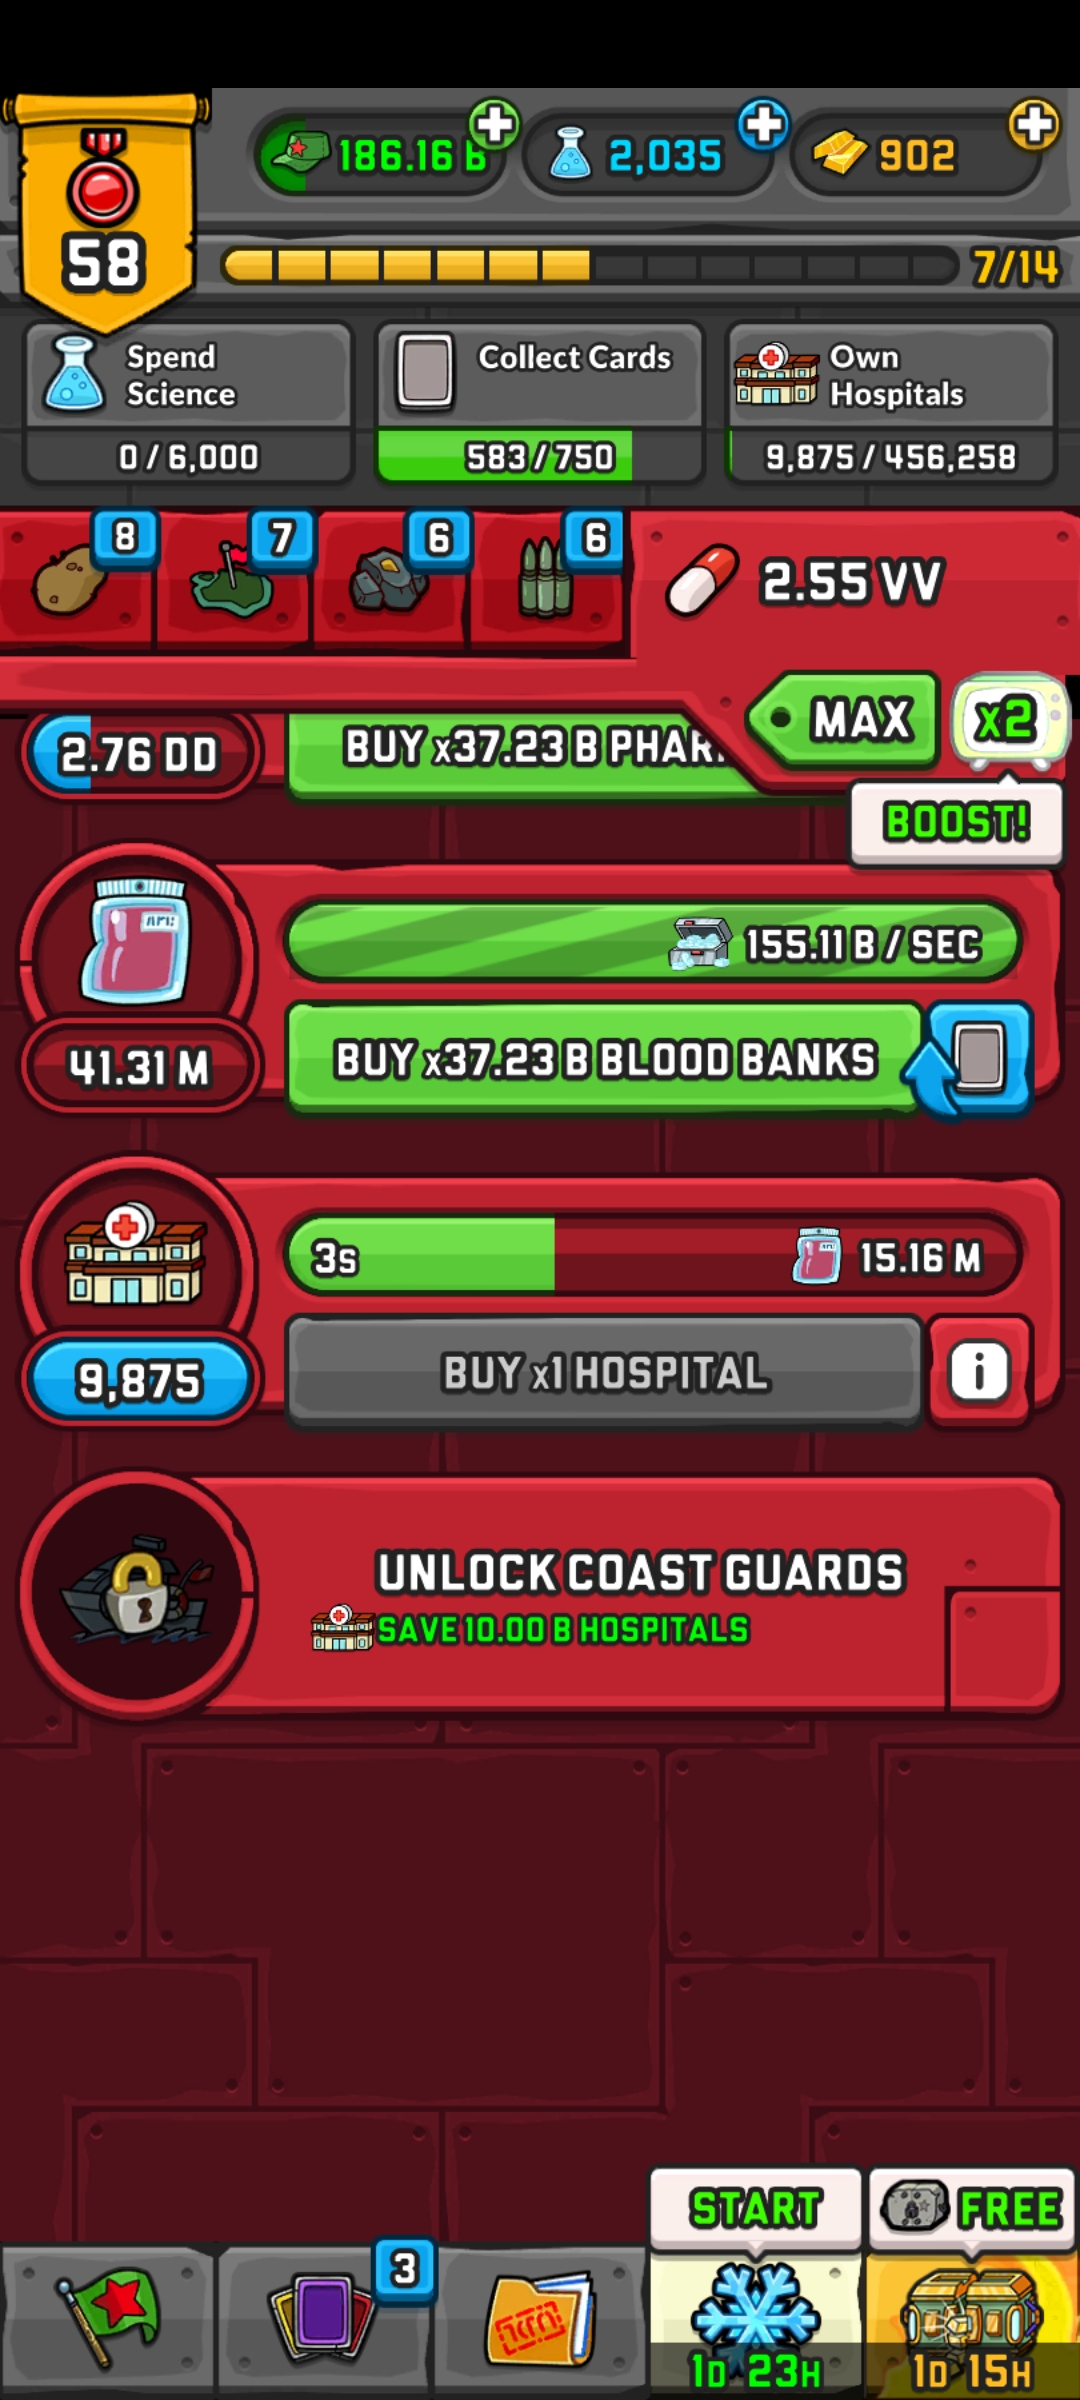 186.16 B
2,035
902
58
7/14
Spend
Science
0 / 6,000
Collect Cards
583 / 750
Own
Hospitals
9,875 / 456,258
8
7
6
6
2.55 VV
MAX
x2
BOOST!
2.76 DD
BUY x37.23 B PHAR
155.11 B / SEC
41.31 M
BUY x37.23 B BLOOD BANKS
3s
15.16 M
9,875
BUY x1 HOSPITAL
i
UNLOCK COAST GUARDS
SAVE 10.00 B HOSPITALS
START
FREE
3
1D 23H
1D 15H